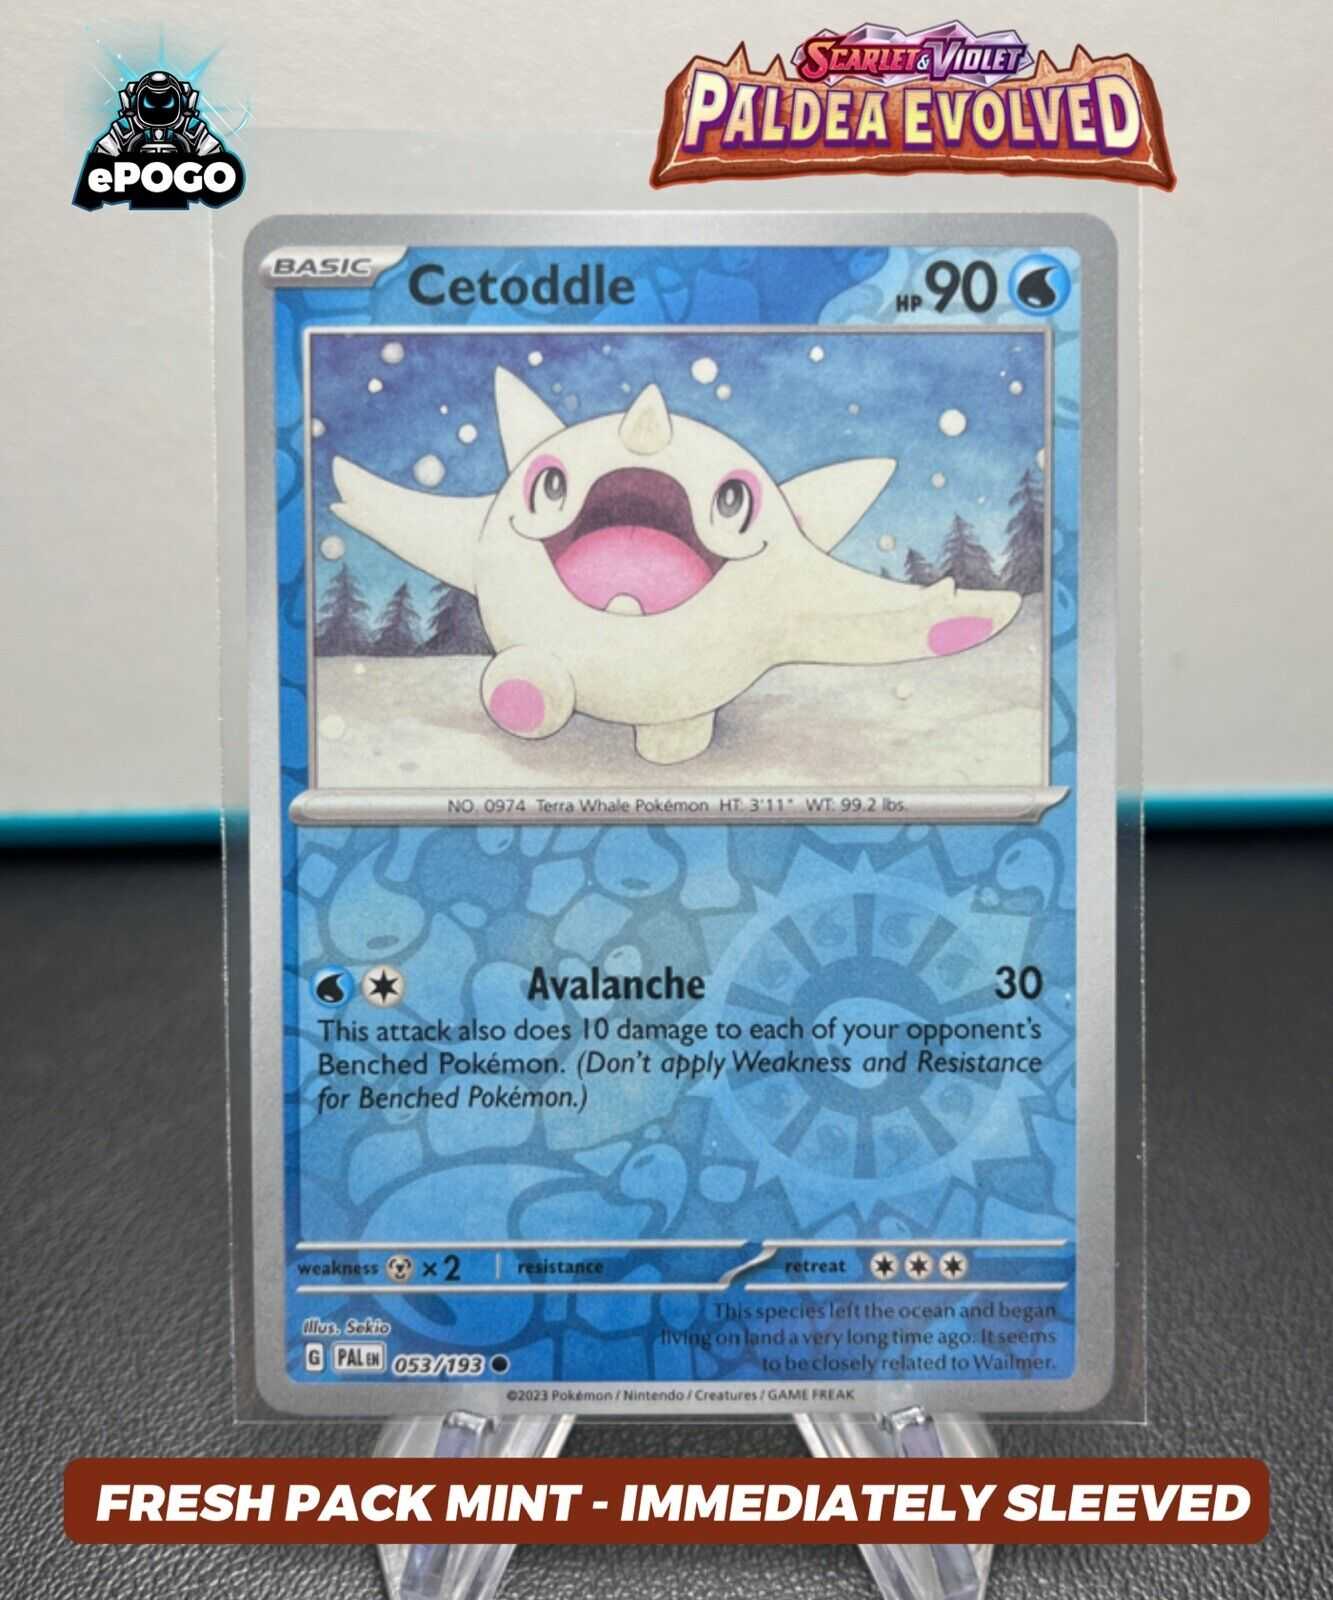 ePOGO
SCARLET & VIOLET
PALDEA EVOLVED
BASIC
Cetoddle
HP 90
NO. 0974 Terra Whale Pokémon HT: 3'11" WT: 99.2 lbs.
Avalanche 30
This attack also does 10 damage to each of your opponent's
Benched Pokémon. (Don't apply Weakness and Resistance
for Benched Pokémon.)
weakness ×2 resistance retreat
This species left the ocean and began
living on land a very long time ago. It seems
to be closely related to Wailmer.
Illus. Sekio
G PAL EN 053/193
©2023 Pokémon / Nintendo / Creatures / GAME FREAK
FRESH PACK MINT - IMMEDIATELY SLEEVED